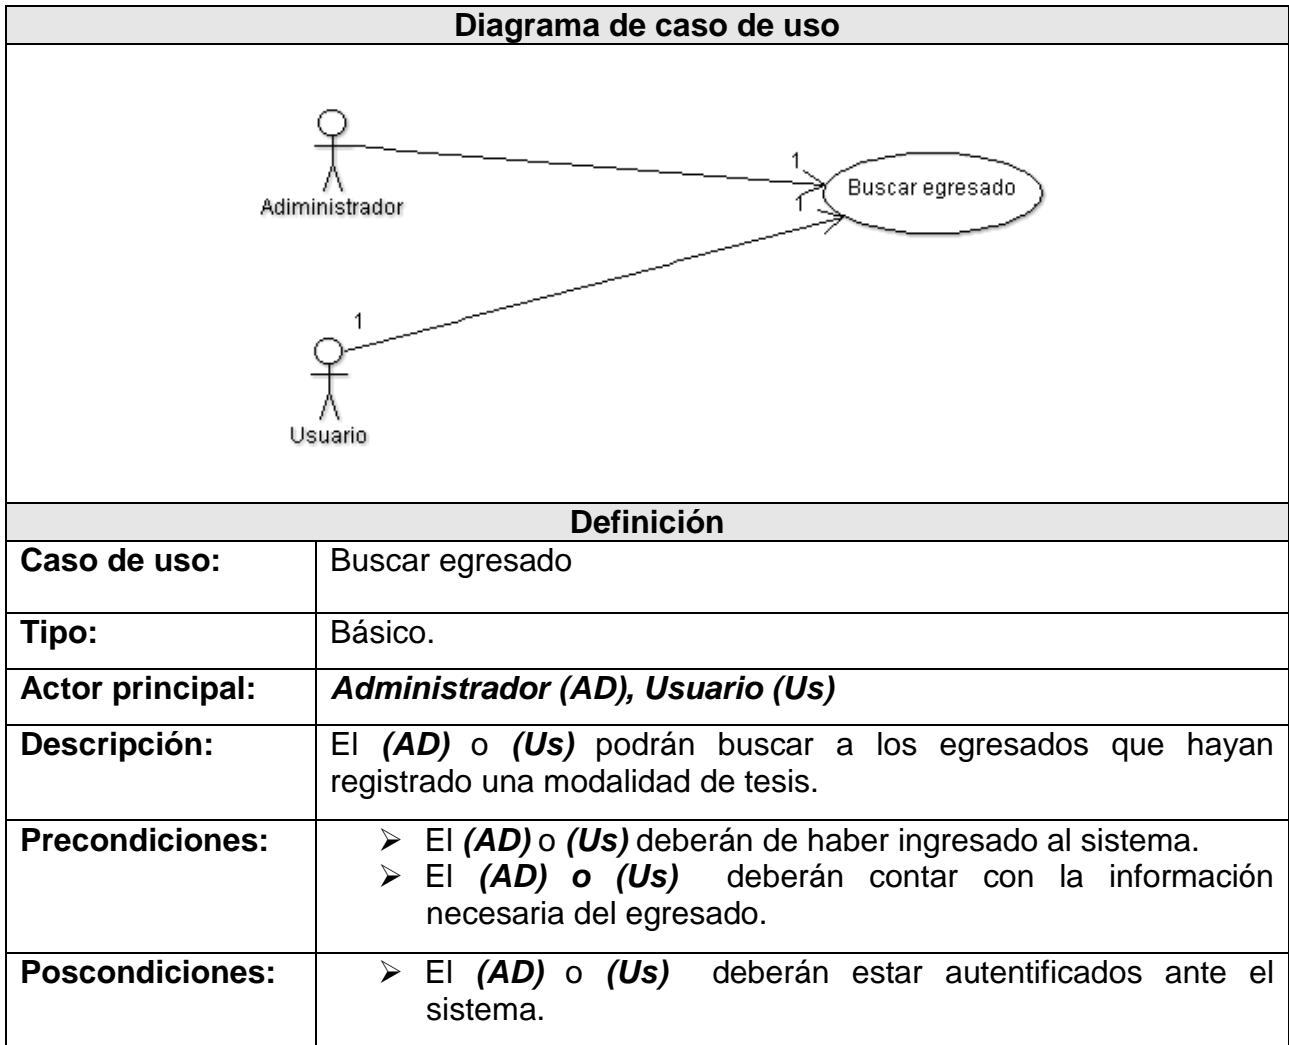 Diagrama de caso de uso
1
Buscar egresado
1
Adiministrador
1
Usuario
Definición
Caso de uso:
Buscar egresado
Tipo:
Básico.
Actor principal:
Administrador (AD), Usuario (Us)
Descripción:
El (AD) o (Us) podrán buscar a los egresados que hayan
registrado una modalidad de tesis.
Precondiciones:
➢ El (AD) o (Us) deberán de haber ingresado al sistema.
➢ El (AD) o (Us) deberán contar con la información
necesaria del egresado.
Poscondiciones:
➢ El (AD) o (Us) deberán estar autentificados ante el
sistema.